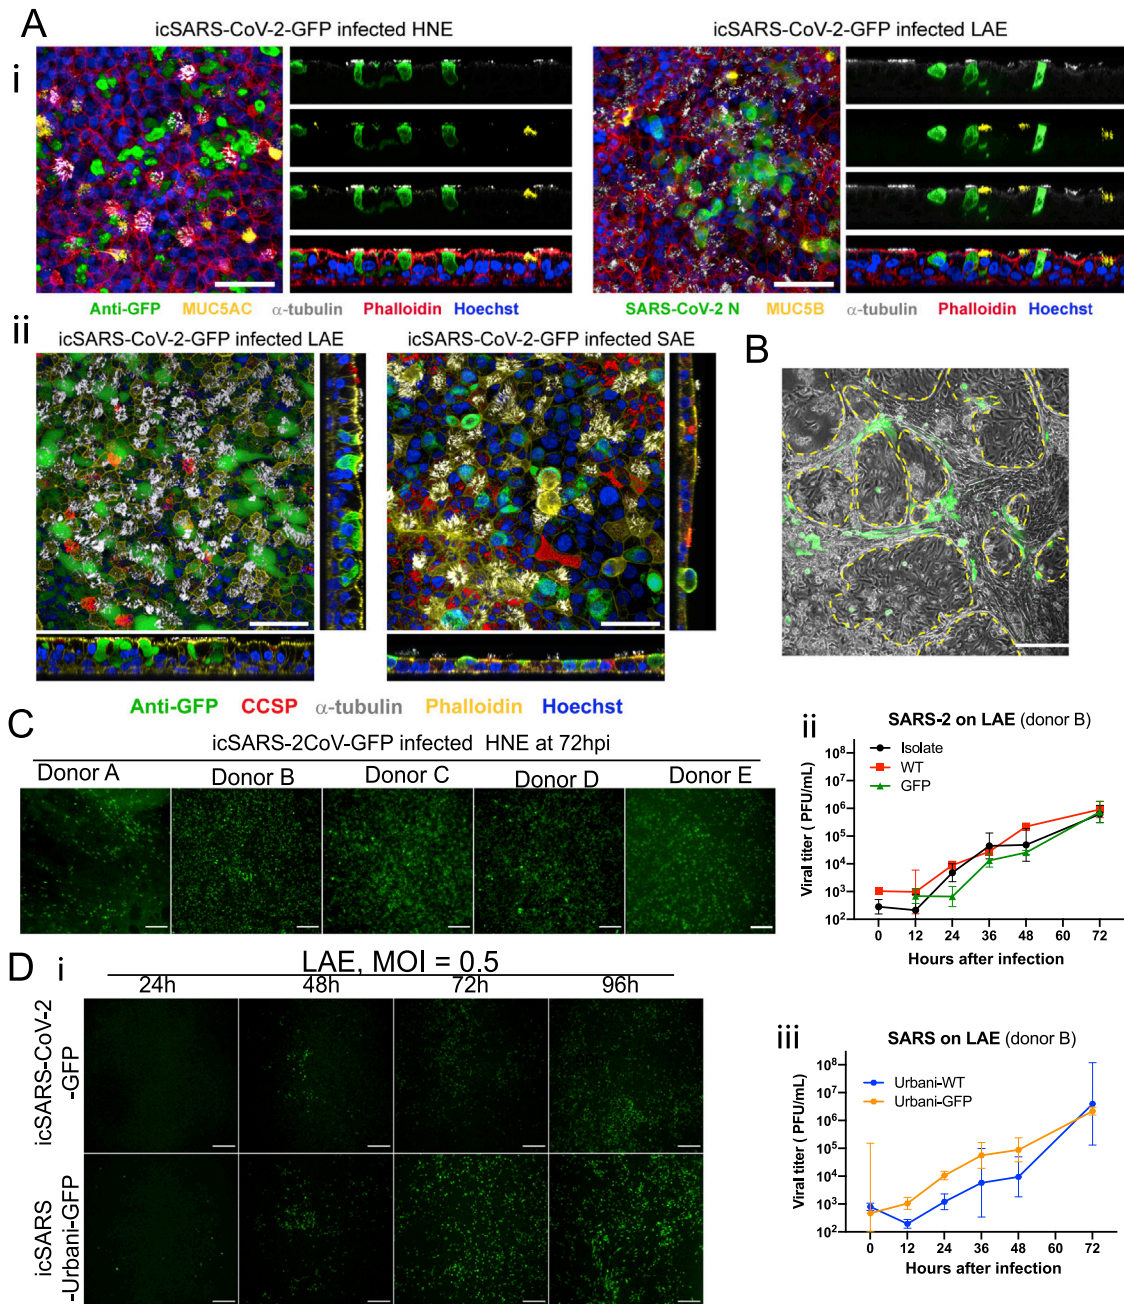 A
icSARS-CoV-2-GFP infected HNE
icSARS-CoV-2-GFP infected LAE
i
Anti-GFP MUC5AC α-tubulin Phalloidin Hoechst
SARS-CoV-2 N MUC5B α-tubulin Phalloidin Hoechst
ii
icSARS-CoV-2-GFP infected LAE
icSARS-CoV-2-GFP infected SAE
Anti-GFP CCSP α-tubulin Phalloidin Hoechst
B
C
icSARS-2CoV-GFP infected HNE at 72hpi
Donor A Donor B Donor C Donor D Donor E
ii
SARS-2 on LAE (donor B)
Isolate
WT
GFP
Viral titer ( PFU/mL)
10⁸
10⁷
10⁶
10⁵
10⁴
10³
10²
0 12 24 36 48 60 72
Hours after infection
D i
LAE, MOI = 0.5
24h 48h 72h 96h
icSARS-CoV-2
-GFP
icSARS
-Urbani-GFP
iii
SARS on LAE (donor B)
Urbani-WT
Urbani-GFP
Viral titer ( PFU/mL)
10⁸
10⁷
10⁶
10⁵
10⁴
10³
10²
0 12 24 36 48 60 72
Hours after infection